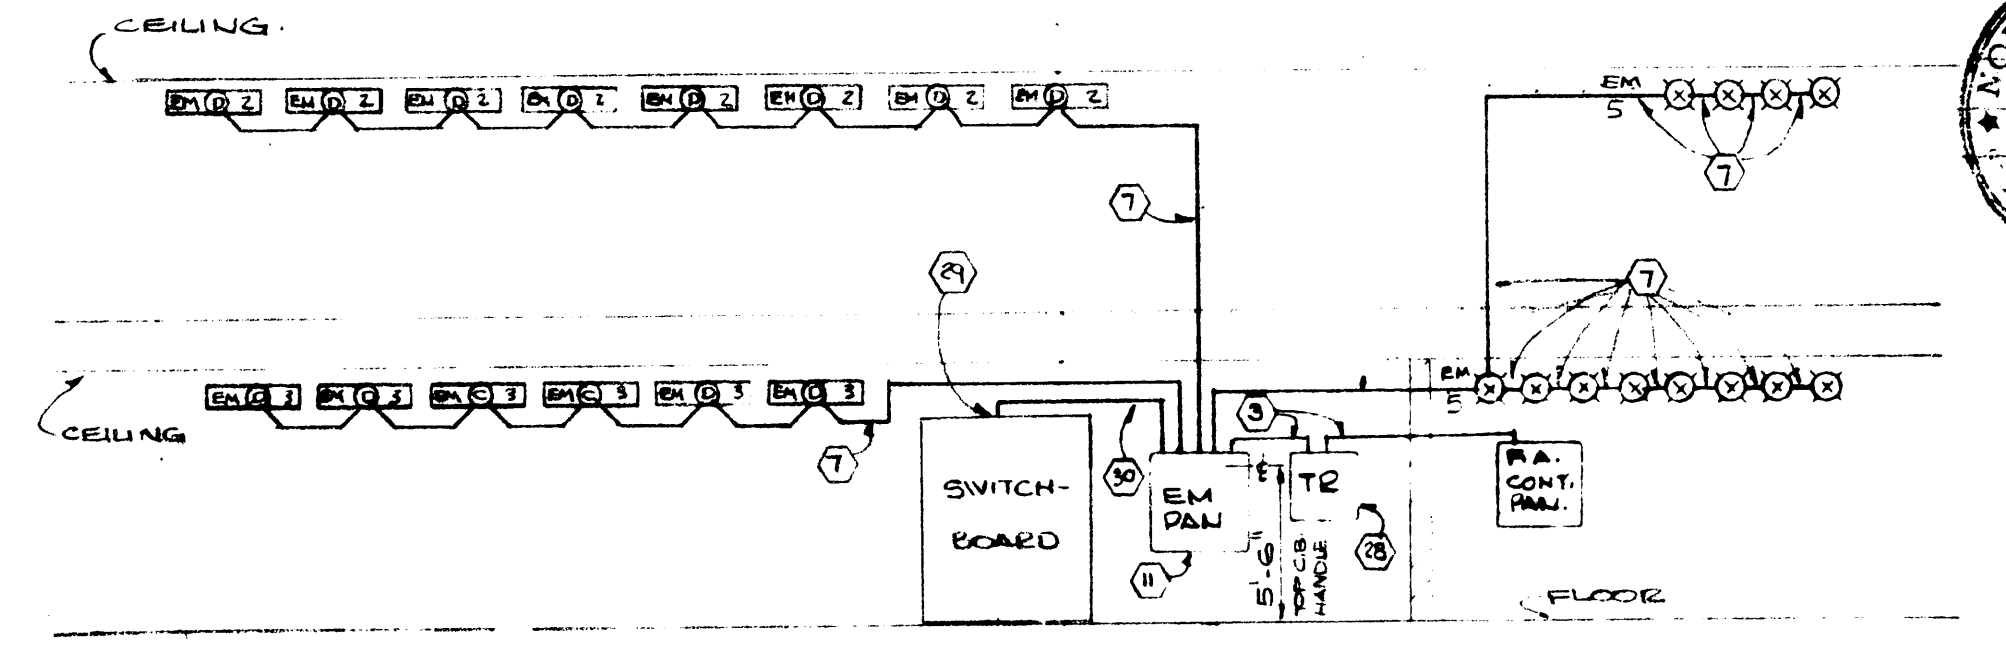 CEILING.
EM D 2
EM D 2
EM D 2
EM D 2
EM D 2
EM D 2
EM D 2
EM D 2
EM
5
7
7
29
7
EM C 3
EM C 3
EM C 3
EM D 3
EM D 3
EM
5
CEILING
7
3
30
SWITCH-
BOARD
EM
PAN
TR
F.A.
CONT.
PAN.
11
28
5'-6"
TOP C.B.
HANDLE
FLOOR
NO